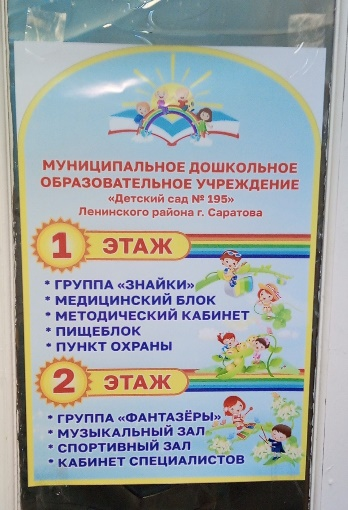 МУНИЦИПАЛЬНОЕ ДОШКОЛЬНОЕ
ОБРАЗОВАТЕЛЬНОЕ УЧРЕЖДЕНИЕ
«Детский сад № 195»
Ленинского района г. Саратова
1 ЭТАЖ
* ГРУППА «ЗНАЙКИ»
* МЕДИЦИНСКИЙ БЛОК
* МЕТОДИЧЕСКИЙ КАБИНЕТ
* ПИЩЕБЛОК
* ПУНКТ ОХРАНЫ
2 ЭТАЖ
* ГРУППА «ФАНТАЗЁРЫ»
* МУЗЫКАЛЬНЫЙ ЗАЛ
* СПОРТИВНЫЙ ЗАЛ
* КАБИНЕТ СПЕЦИАЛИСТОВ